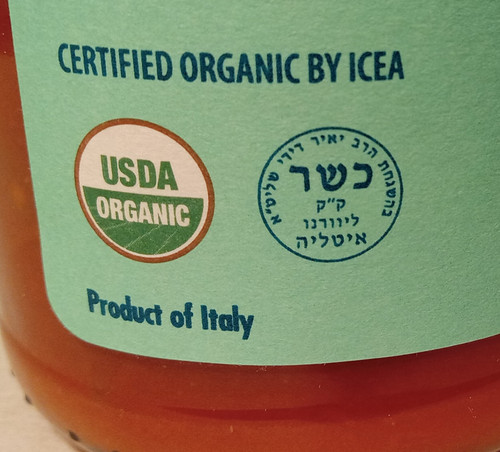 CERTIFIED ORGANIC BY ICEA
USDA
ORGANIC
בהשגחת הרב יאיר דידי שליט"א
כשר
ק"ק
ליוורנו
איטליה
Product of Italy